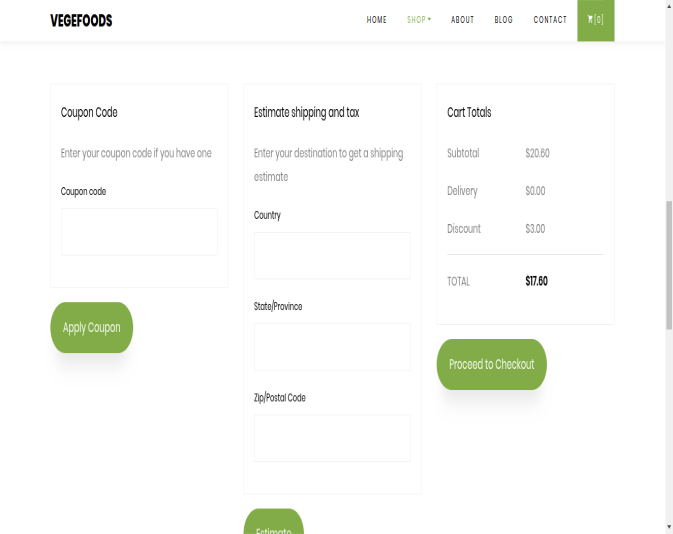 VEGEFOODS
HOME
SHOP
ABOUT
BLOG
CONTACT
[0]
Coupon Code
Enter your coupon code if you have one
Coupon code
Apply Coupon
Estimate shipping and tax
Enter your destination to get a shipping
estimate
Country
State/Province
Zip/Postal Code
Estimate
Cart Totals
Subtotal $20.60
Delivery $0.00
Discount $3.00
TOTAL $17.60
Proceed to Checkout